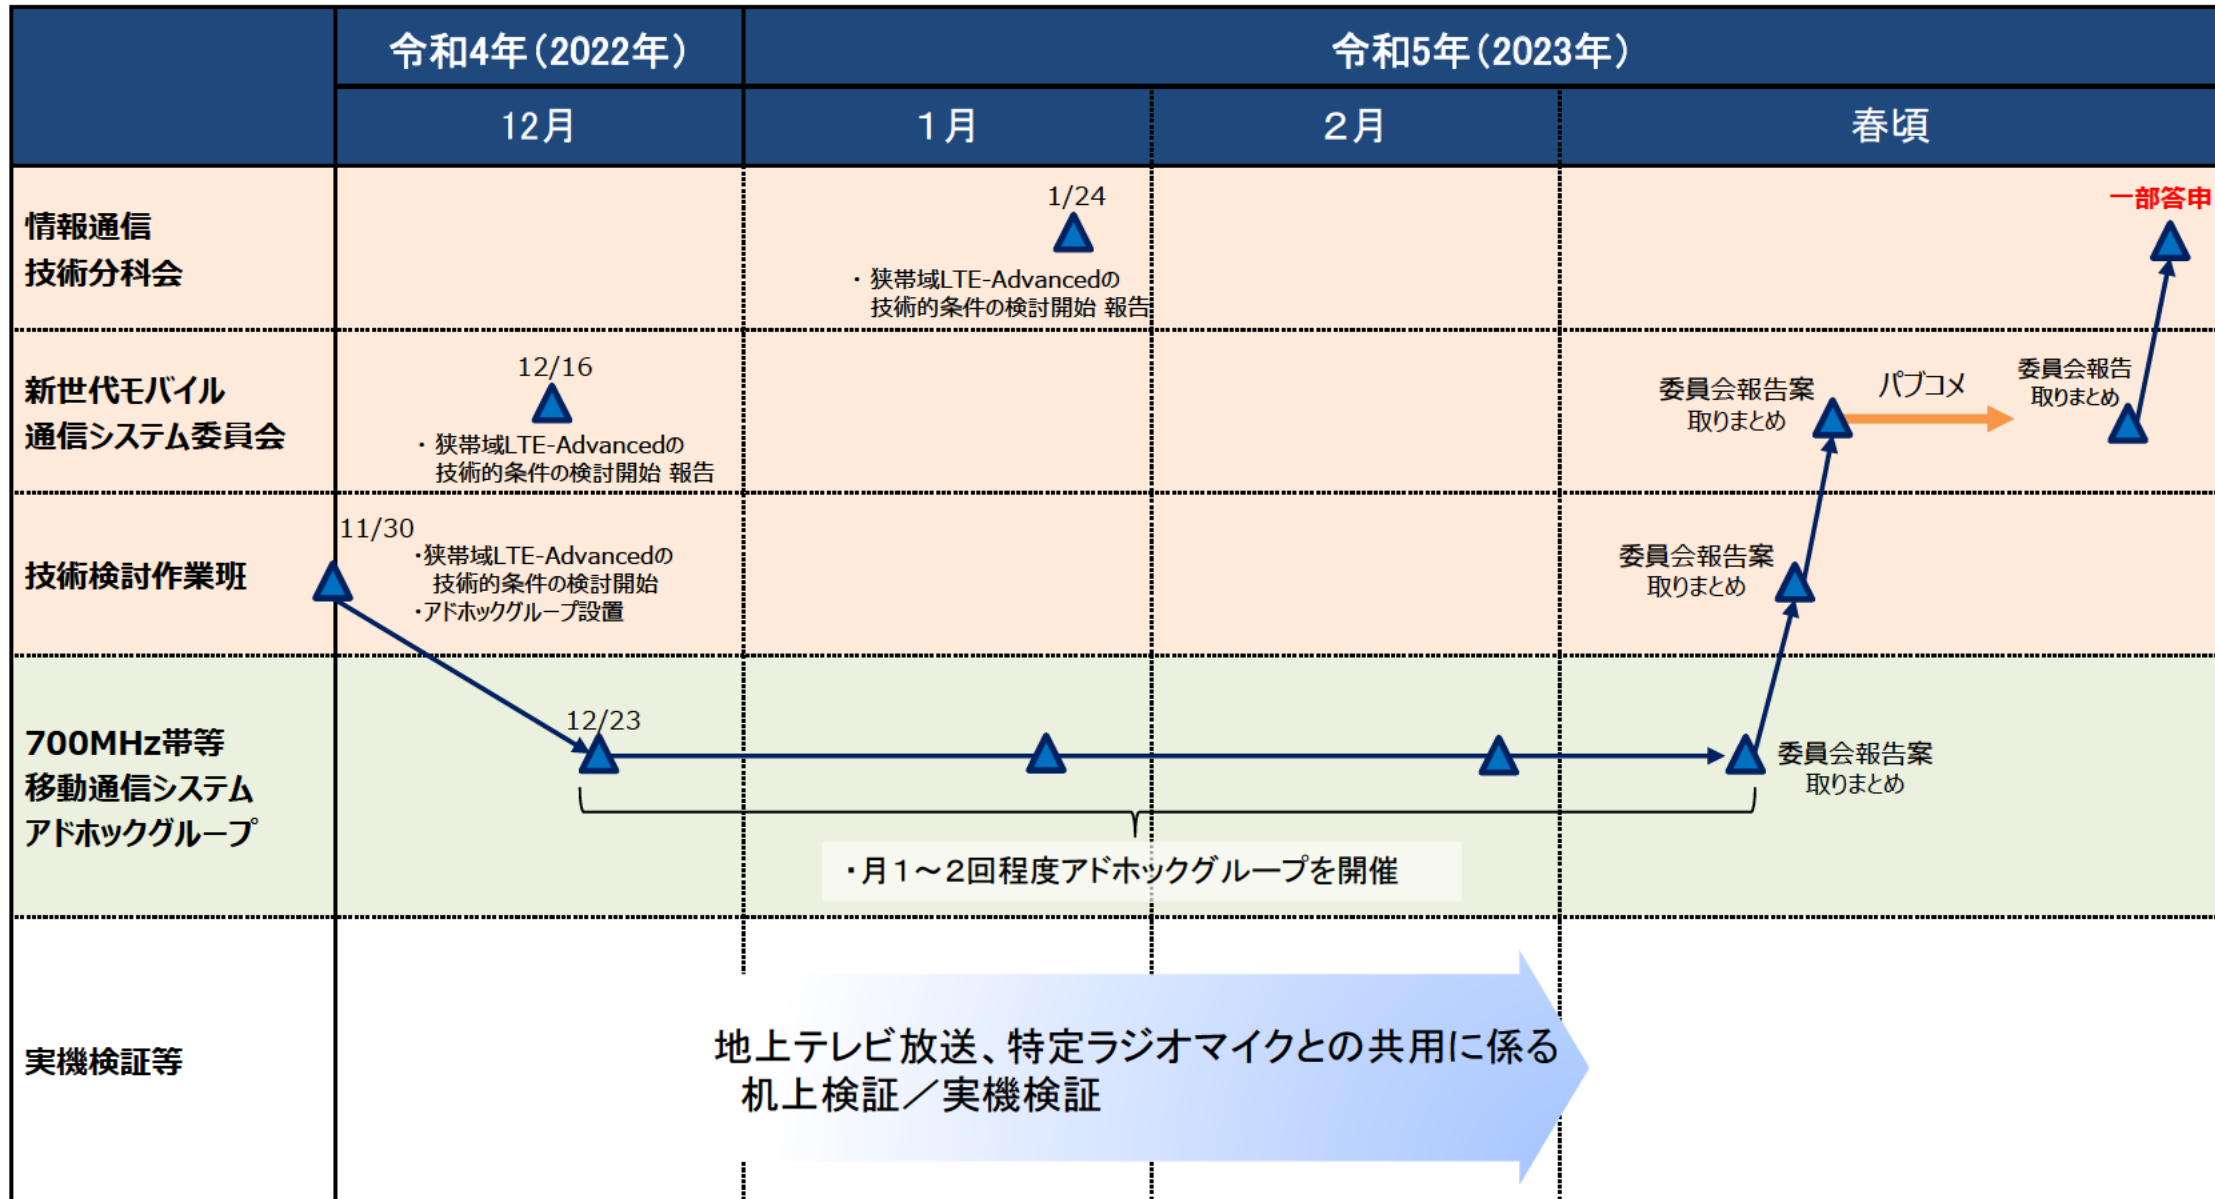 令和4年(2022年)
令和5年(2023年)
12月
１月
２月
春頃
情報通信
技術分科会
1/24
・ 狭帯域LTE-Advancedの
技術的条件の検討開始 報告
一部答申
新世代モバイル
通信システム委員会
12/16
・ 狭帯域LTE-Advancedの
技術的条件の検討開始 報告
委員会報告案
取りまとめ
パブコメ
委員会報告
取りまとめ
技術検討作業班
11/30
・狭帯域LTE-Advancedの
技術的条件の検討開始
・アドホックグループ設置
委員会報告案
取りまとめ
700MHz帯等
移動通信システム
アドホックグループ
12/23
委員会報告案
取りまとめ
・月１～２回程度アドホックグループを開催
実機検証等
地上テレビ放送、特定ラジオマイクとの共用に係る
机上検証／実機検証